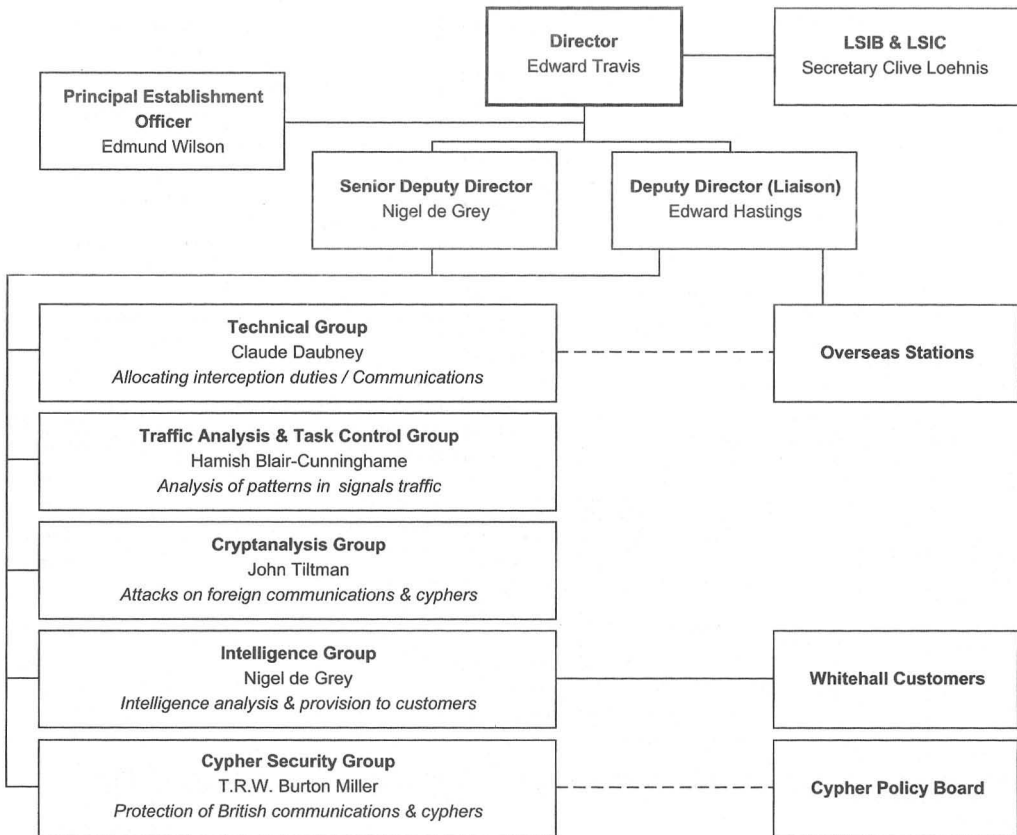 Director
Edward Travis
LSIB & LSIC
Secretary Clive Loehnis
Principal Establishment
Officer
Edmund Wilson
Senior Deputy Director
Nigel de Grey
Deputy Director (Liaison)
Edward Hastings
Technical Group
Claude Daubney
Allocating interception duties / Communications
Overseas Stations
Traffic Analysis & Task Control Group
Hamish Blair-Cunninghame
Analysis of patterns in signals traffic
Cryptanalysis Group
John Tiltman
Attacks on foreign communications & cyphers
Intelligence Group
Nigel de Grey
Intelligence analysis & provision to customers
Whitehall Customers
Cypher Security Group
T.R.W. Burton Miller
Protection of British communications & cyphers
Cypher Policy Board